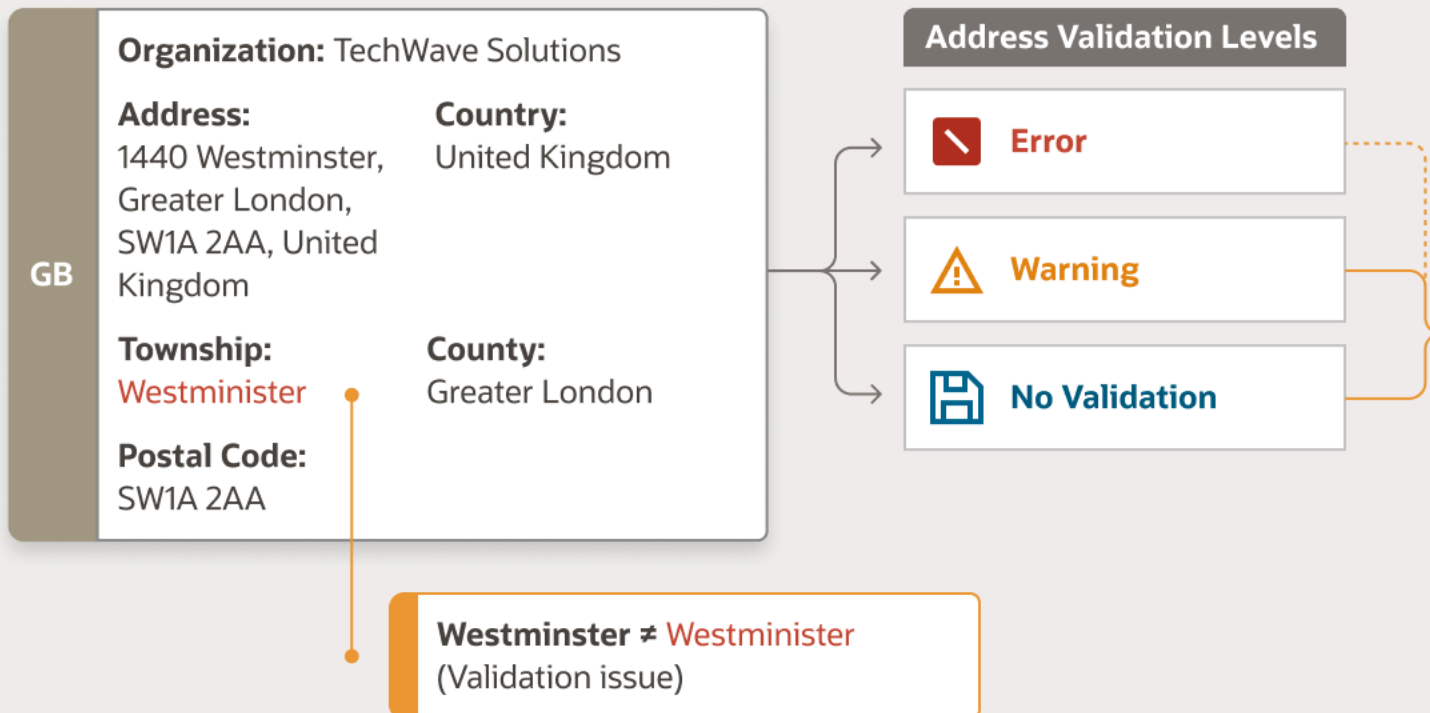 GB
Organization: TechWave Solutions
Address:
1440 Westminster,
Greater London,
SW1A 2AA, United
Kingdom
Country:
United Kingdom
Township:
Westminister
County:
Greater London
Postal Code:
SW1A 2AA
Westminster ≠ Westminister
(Validation issue)
Address Validation Levels
Error
Warning
No Validation